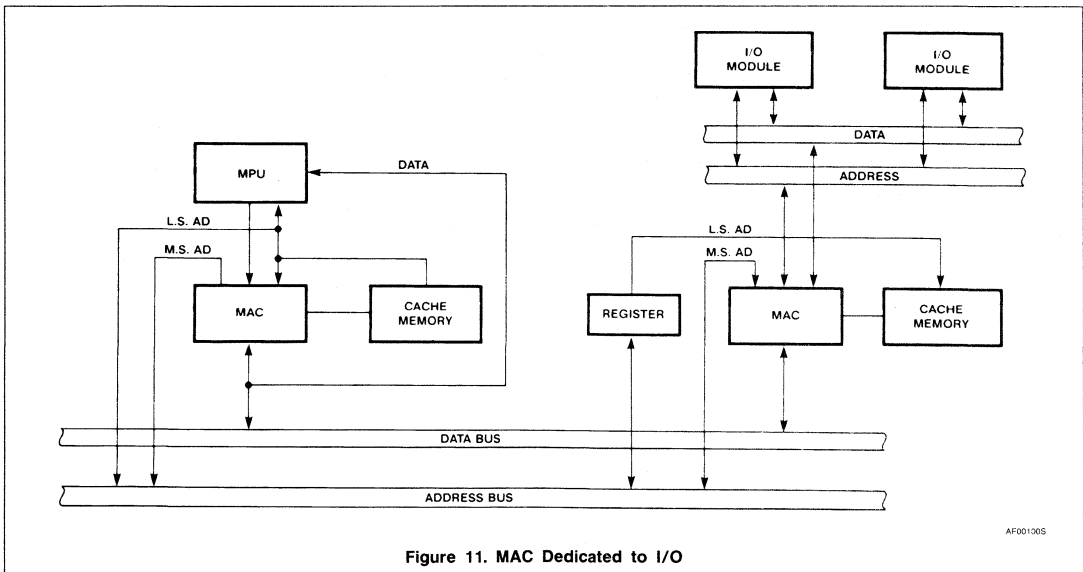 I/O
MODULE
I/O
MODULE
DATA
ADDRESS
MPU
DATA
L.S. AD
M.S. AD
MAC
CACHE
MEMORY
L.S. AD
M.S. AD
REGISTER
MAC
CACHE
MEMORY
DATA BUS
ADDRESS BUS
AF00100S
Figure 11. MAC Dedicated to I/O